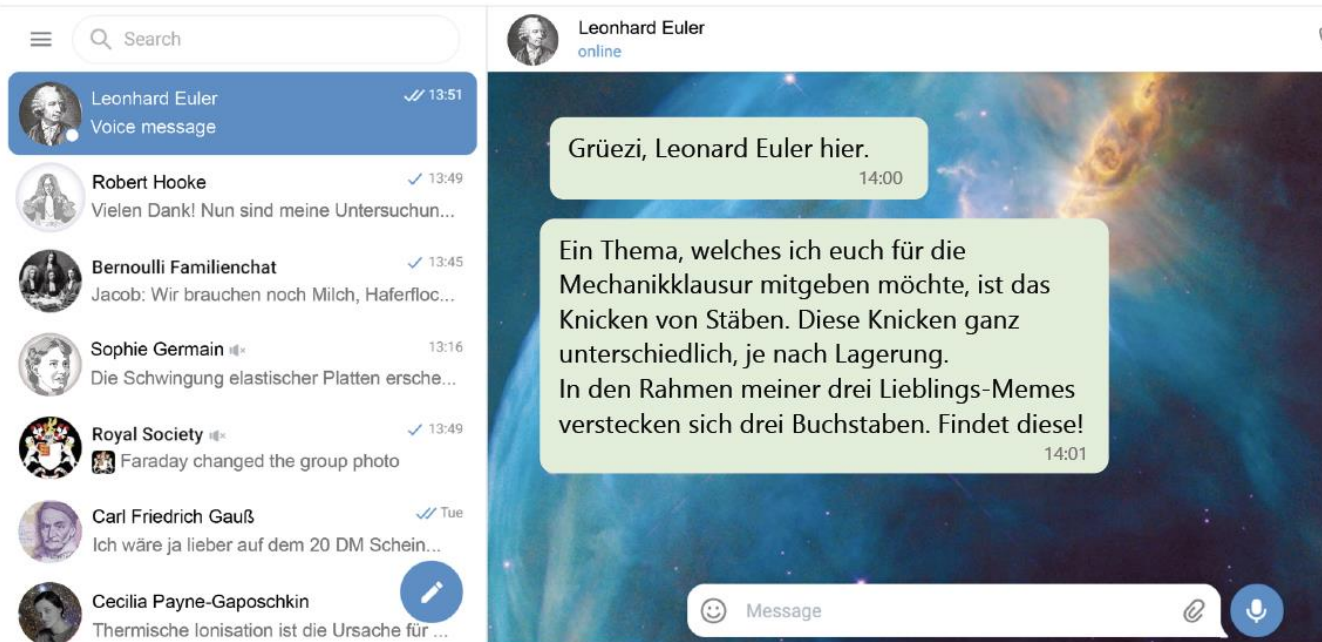 Search
Leonhard Euler
13:51
Voice message
Robert Hooke
13:49
Vielen Dank! Nun sind meine Untersuchun...
Bernoulli Familienchat
13:45
Jacob: Wir brauchen noch Milch, Haferfloc...
Sophie Germain
13:16
Die Schwingung elastischer Platten ersche...
Royal Society
13:49
Faraday changed the group photo
Carl Friedrich Gauß
Tue
Ich wäre ja lieber auf dem 20 DM Schein...
Cecilia Payne-Gaposchkin
Thermische Ionisation ist die Ursache für ...
Leonhard Euler
online
Grüezi, Leonard Euler hier.
14:00
Ein Thema, welches ich euch für die
Mechanikklausur mitgeben möchte, ist das
Knicken von Stäben. Diese Knicken ganz
unterschiedlich, je nach Lagerung.
In den Rahmen meiner drei Lieblings-Memes
verstecken sich drei Buchstaben. Findet diese!
14:01
Message